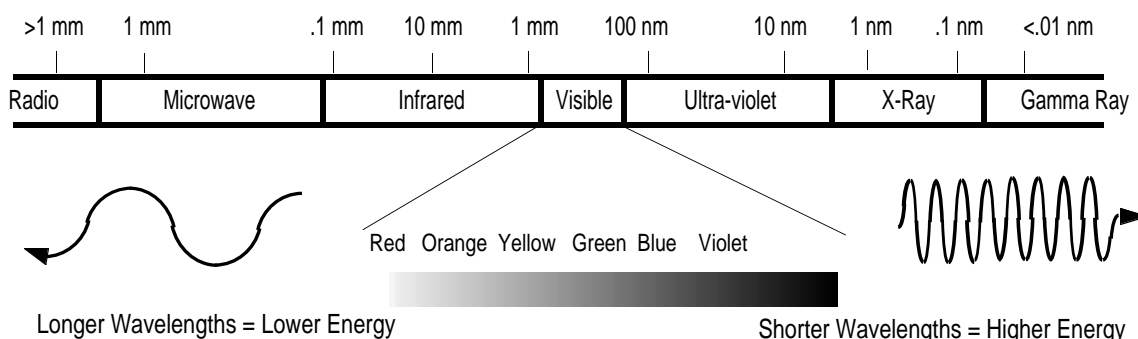 >1 mm 1 mm .1 mm 10 mm 1 mm 100 nm 10 nm 1 nm .1 nm <.01 nm
Radio Microwave Infrared Visible Ultra-violet X-Ray Gamma Ray
Red Orange Yellow Green Blue Violet
Longer Wavelengths = Lower Energy
Shorter Wavelengths = Higher Energy